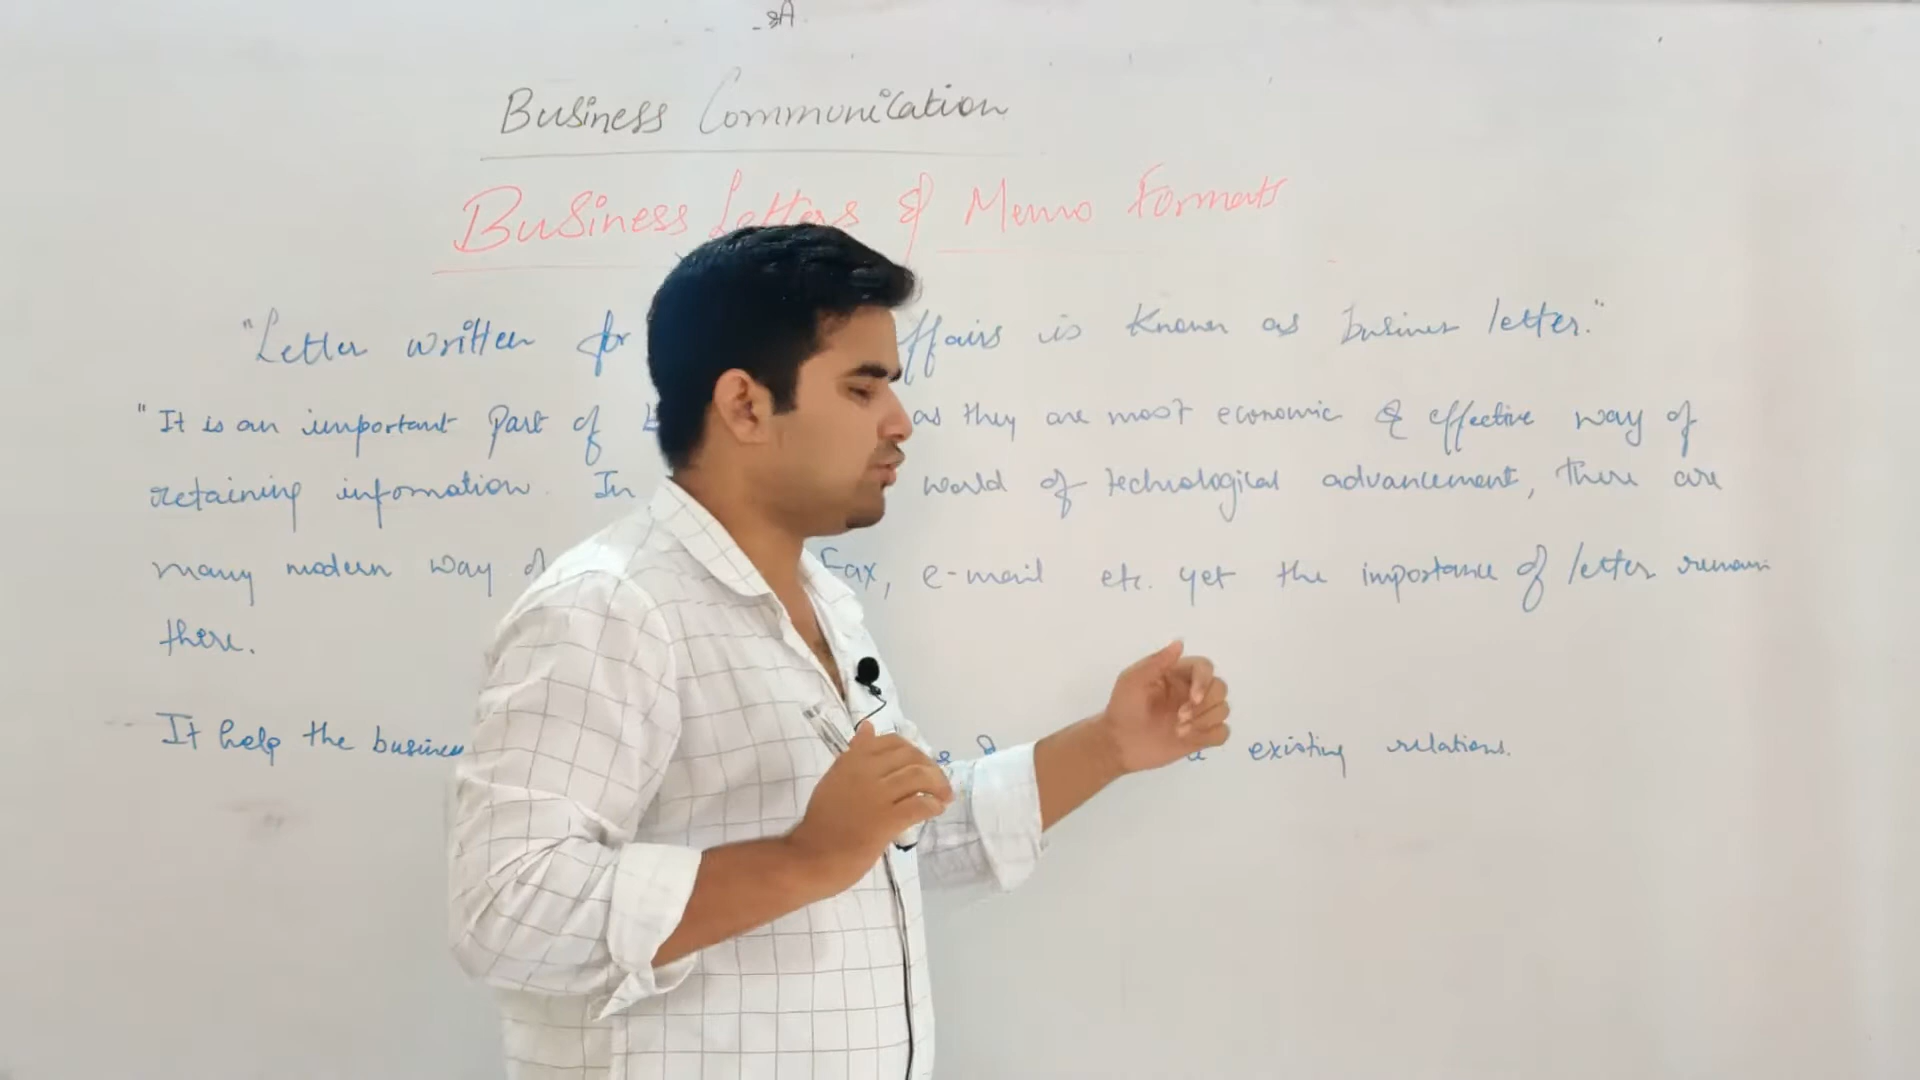 Business Communication
Business Letters & Memo Formats
"Letter written for ffairs is known as business letter."
"It is an important Part of as they are most economic & effective way of
retaining information. In world of technological advancement, there are
many modern way of Fax, e-mail etc. yet the importance of letter remain
there.
It help the business existing relations.